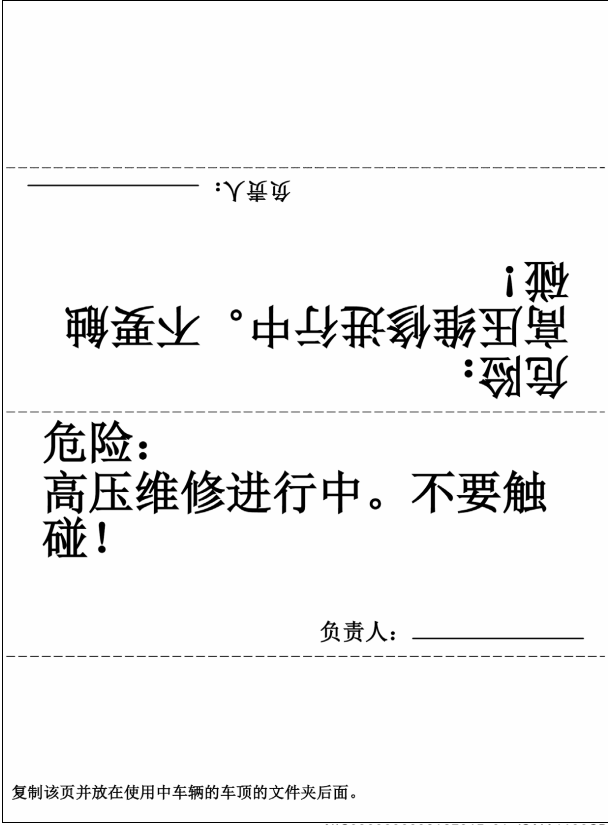 负责人：
碰！
高压维修进行中。不要触
危险：
危险：
高压维修进行中。不要触
碰！
负责人：
复制该页并放在使用中车辆的车顶的文件夹后面。